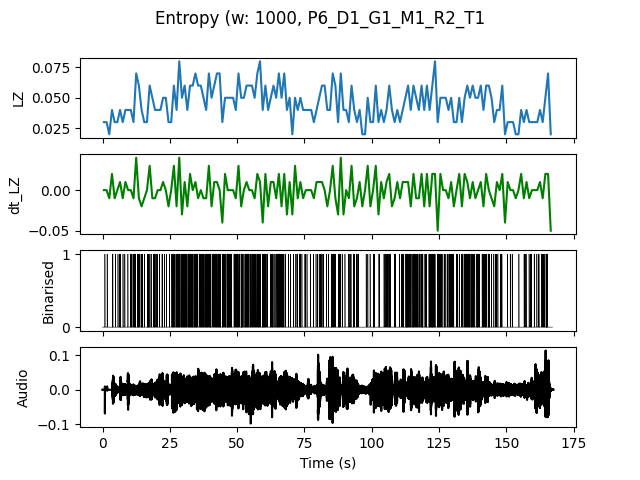 Entropy (w: 1000, P6_D1_G1_M1_R2_T1
0.075
0.050
0.025
LZ
0.00
−0.05
dt_LZ
1
0
Binarised
0.1
0.0
−0.1
Audio
0 25 50 75 100 125 150 175
Time (s)